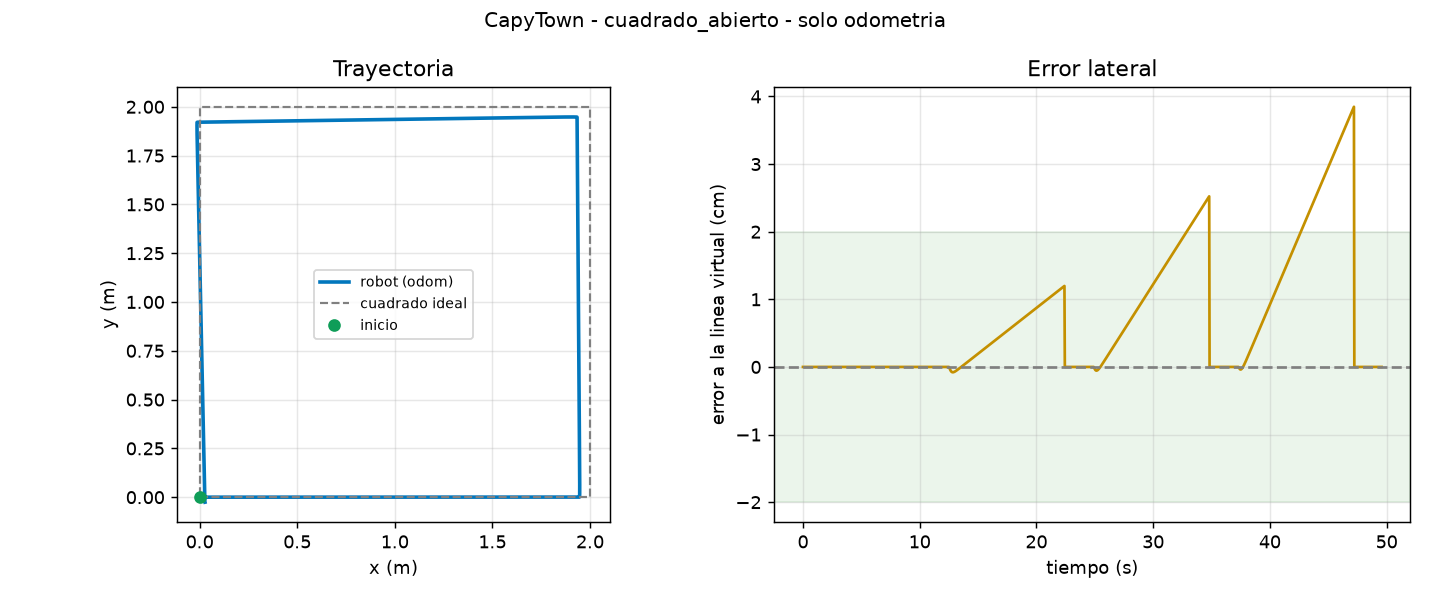 CapyTown - cuadrado_abierto - solo odometria
Trayectoria
y (m)
2.00
1.75
1.50
1.25
1.00
0.75
0.50
0.25
0.00
robot (odom)
cuadrado ideal
inicio
0.0 0.5 1.0 1.5 2.0
x (m)
Error lateral
error a la linea virtual (cm)
4
3
2
1
0
−1
−2
0 10 20 30 40 50
tiempo (s)